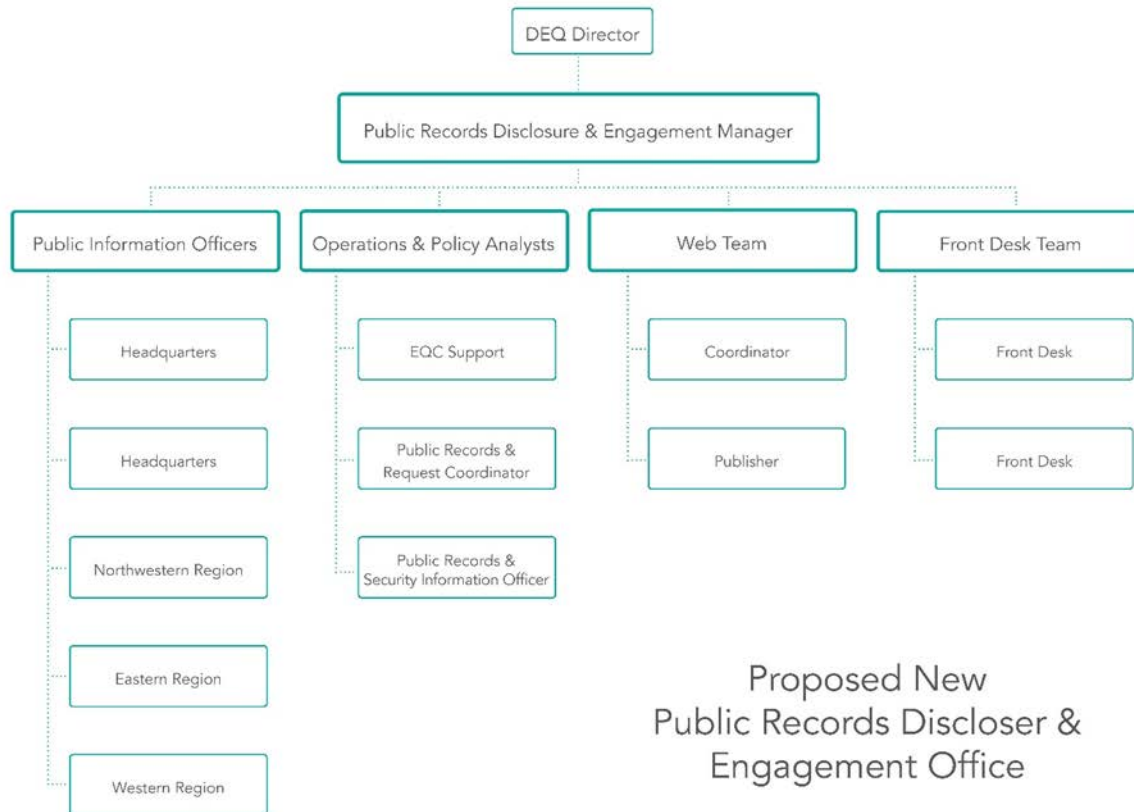 DEQ Director
Public Records Disclosure & Engagement Manager
Public Information Officers
Operations & Policy Analysts
Web Team
Front Desk Team
Headquarters
EQC Support
Coordinator
Front Desk
Headquarters
Public Records &
Request Coordinator
Publisher
Front Desk
Northwestern Region
Public Records &
Security Information Officer
Eastern Region
Western Region
Proposed New
Public Records Discloser &
Engagement Office